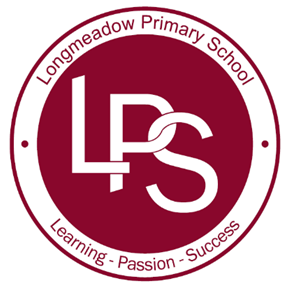 Longmeadow Primary School
LPS
Learning - Passion - Success